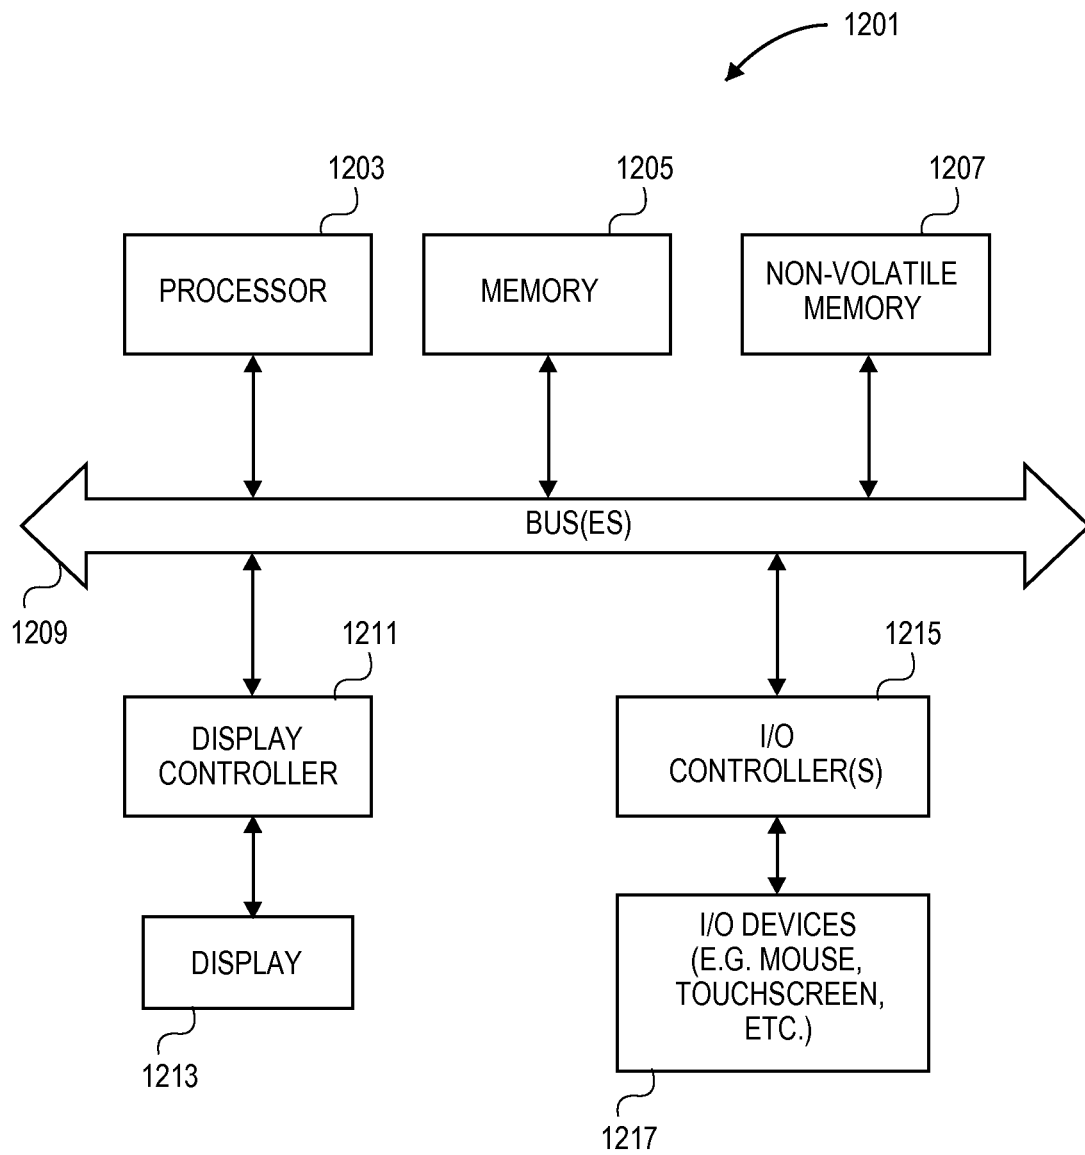 1201
1203
1205
1207
PROCESSOR
MEMORY
NON-VOLATILE
MEMORY
BUS(ES)
1209
1211
1215
DISPLAY
CONTROLLER
I/O
CONTROLLER(S)
DISPLAY
I/O DEVICES
(E.G. MOUSE,
TOUCHSCREEN,
ETC.)
1213
1217